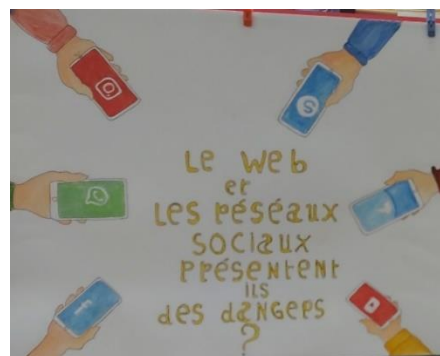 Le web
et
Les réseaux
sociaux
présentent
ils
des dangers
?